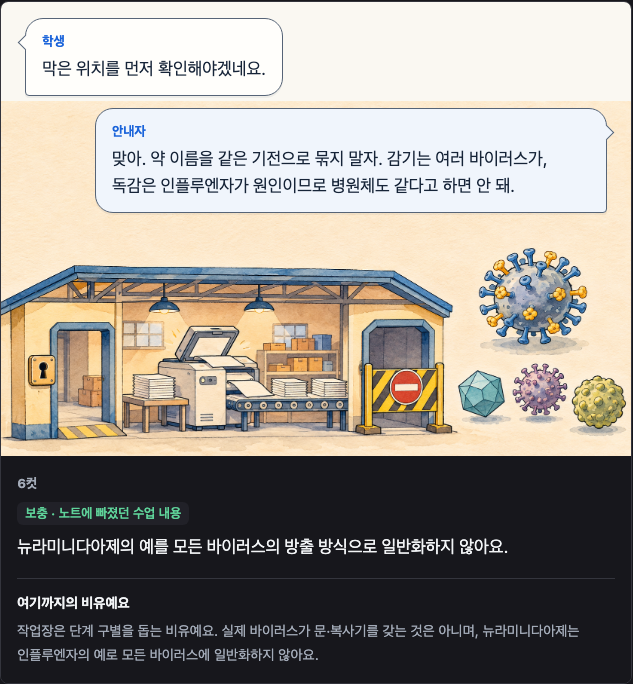 학생
막은 위치를 먼저 확인해야겠네요.
안내자
맞아. 약 이름을 같은 기전으로 묶지 말자. 감기는 여러 바이러스가,
독감은 인플루엔자가 원인이므로 병원체도 같다고 하면 안 돼.
6컷
보충 · 노트에 빠졌던 수업 내용
뉴라미니다아제의 예를 모든 바이러스의 방출 방식으로 일반화하지 않아요.
여기까지의 비유예요
작업장은 단계 구별을 돕는 비유예요. 실제 바이러스가 문·복사기를 갖는 것은 아니며, 뉴라미니다아제는
인플루엔자의 예로 모든 바이러스에 일반화하지 않아요.